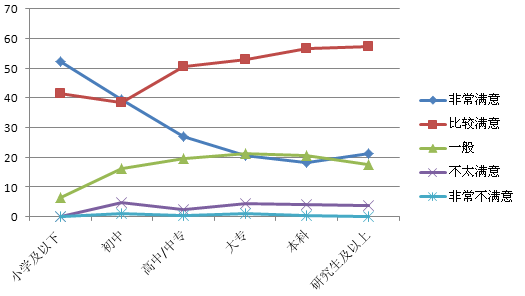 70
60
50
40
30
20
10
0
小学及以下
初中
高中/中专
大专
本科
研究生及以上
非常满意
比较满意
一般
不太满意
非常不满意